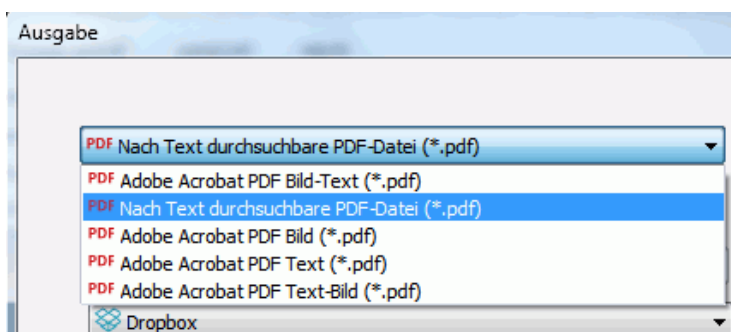 Ausgabe
PDF Nach Text durchsuchbare PDF-Datei (*.pdf)
PDF Adobe Acrobat PDF Bild-Text (*.pdf)
PDF Nach Text durchsuchbare PDF-Datei (*.pdf)
PDF Adobe Acrobat PDF Bild (*.pdf)
PDF Adobe Acrobat PDF Text (*.pdf)
PDF Adobe Acrobat PDF Text-Bild (*.pdf)
Dropbox